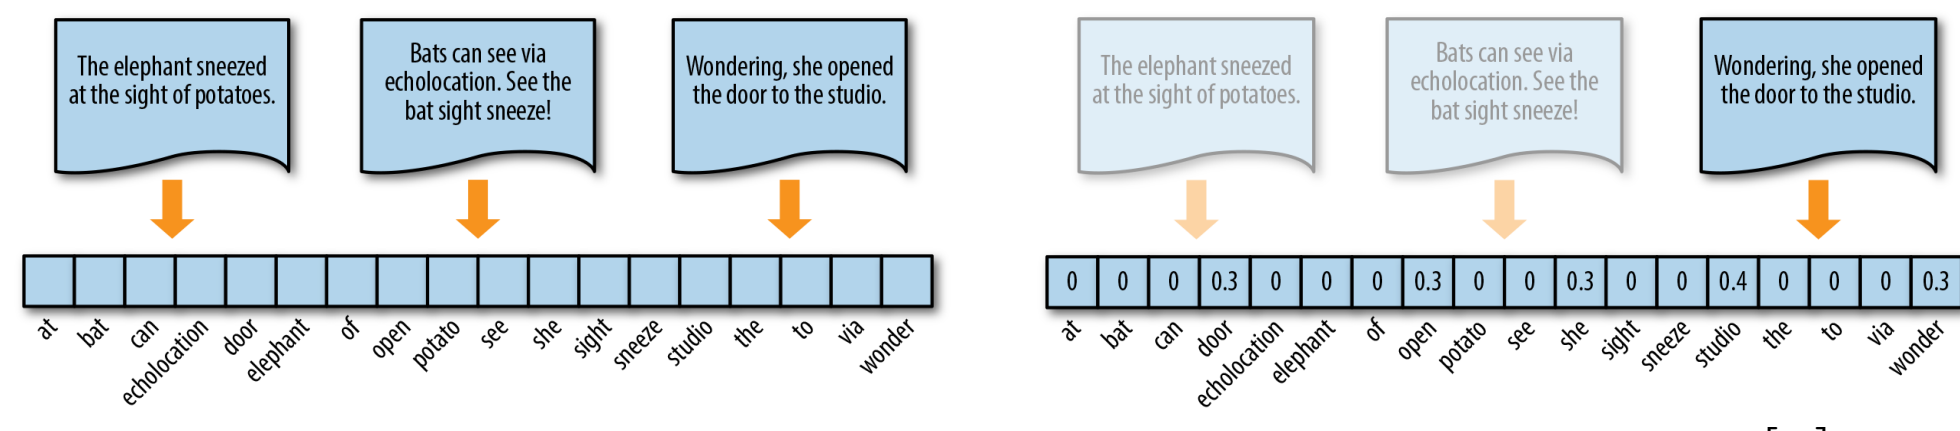 The elephant sneezed
at the sight of potatoes.
Bats can see via
echolocation. See the
bat sight sneeze!
Wondering, she opened
the door to the studio.
at
bat
can
echolocation
door
elephant
of
open
potato
see
she
sight
sneeze
studio
the
to
via
wonder
The elephant sneezed
at the sight of potatoes.
Bats can see via
echolocation. See the
bat sight sneeze!
Wondering, she opened
the door to the studio.
0 0 0 0.3 0 0 0 0.3 0 0 0.3 0 0 0.4 0 0 0 0.3
at
bat
can
door
echolocation
elephant
of
open
potato
see
she
sight
sneeze
studio
the
to
via
wonder